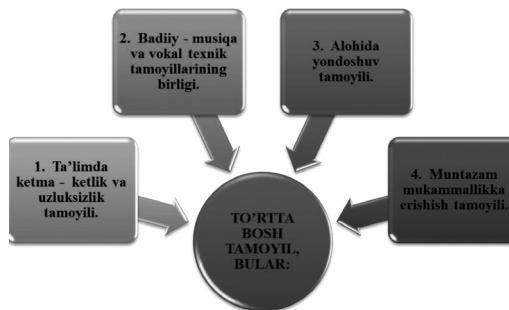 2. Badiiy - musiqa
va vokal texnik
tamoyillarining
birligi.
3. Alohida
yondoshuv
tamoyili.
1. Ta’limda
ketma - ketlik va
uzluksizlik
tamoyili.
4. Muntazam
mukammallikka
erishish tamoyili.
TO’RTTA
BOSH
TAMOYIL,
BULAR: